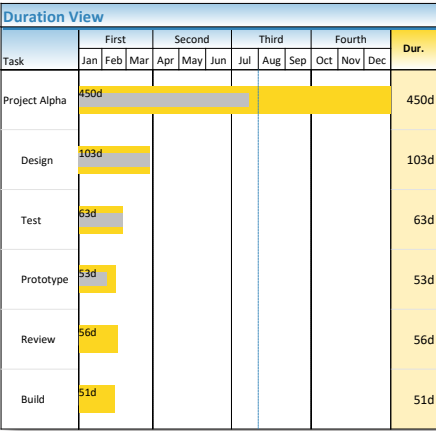 Duration View
First Second Third Fourth Dur.
Task Jan Feb Mar Apr May Jun Jul Aug Sep Oct Nov Dec
Project Alpha 450d 450d
Design 103d 103d
Test 63d 63d
Prototype 53d 53d
Review 56d 56d
Build 51d 51d